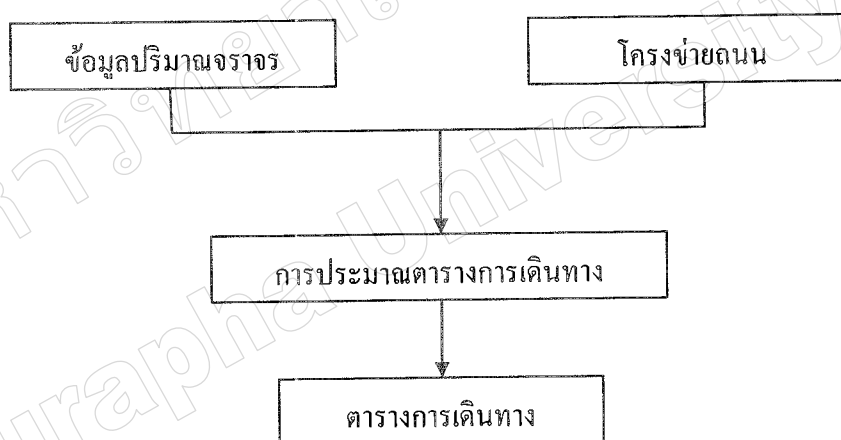 ข้อมูลปริมาณจราจร
โครงข่ายถนน
การประมาณตารางการเดินทาง
ตารางการเดินทาง
Burapha University